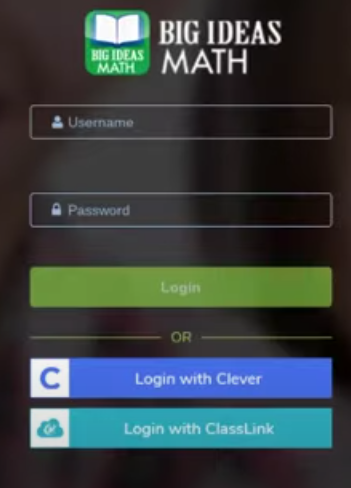 BIG IDEAS
MATH
BIG IDEAS
MATH
Username
Password
Login
OR
C
Login with Clever
Login with ClassLink